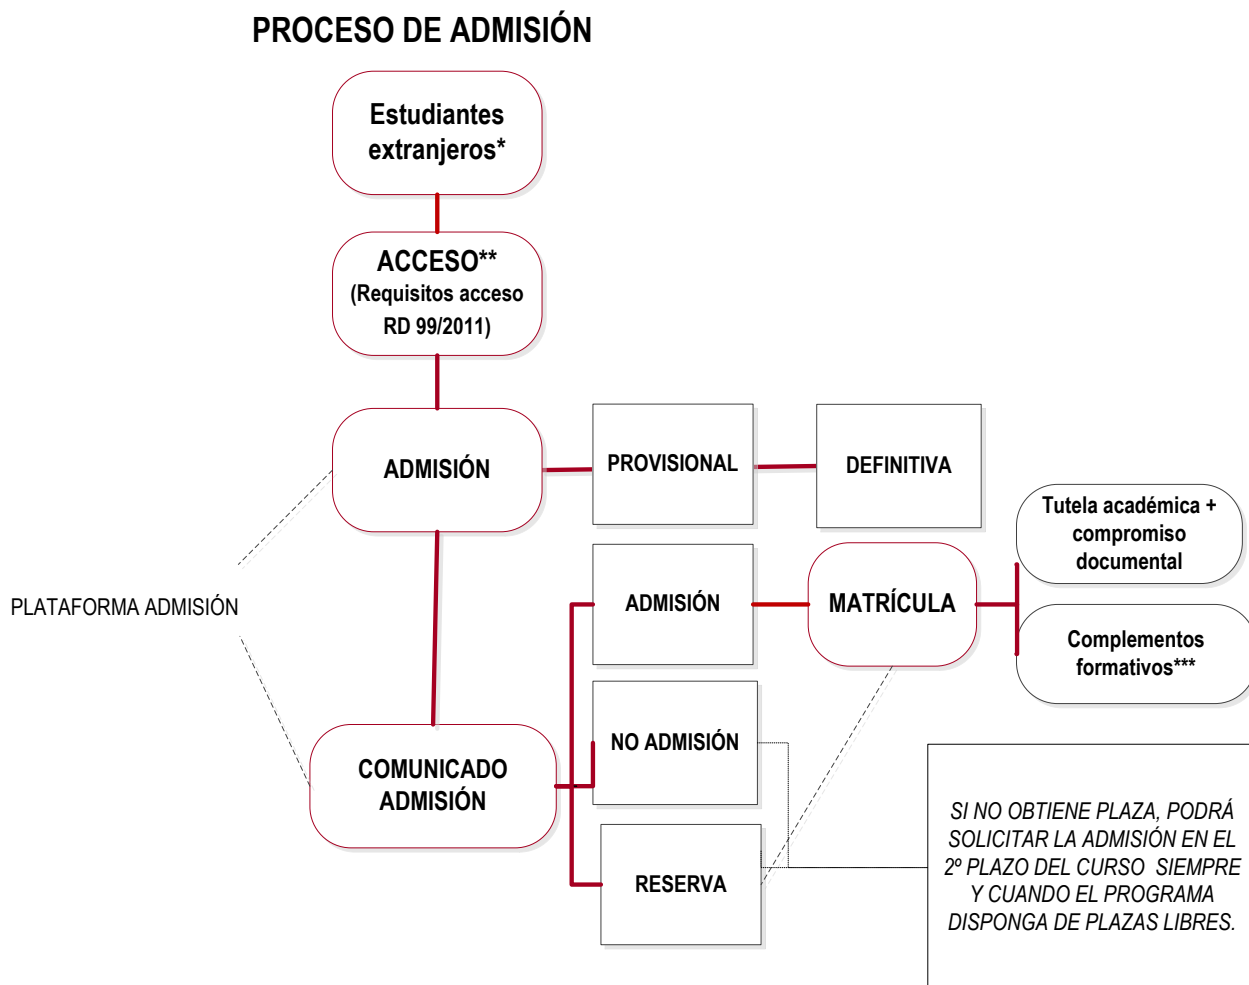 PROCESO DE ADMISIÓN
Estudiantes
extranjeros*
ACCESO**
(Requisitos acceso
RD 99/2011)
ADMISIÓN
PROVISIONAL
DEFINITIVA
Tutela académica +
compromiso
documental
PLATAFORMA ADMISIÓN
ADMISIÓN
MATRÍCULA
Complementos
formativos***
NO ADMISIÓN
COMUNICADO
ADMISIÓN
RESERVA
SI NO OBTIENE PLAZA, PODRÁ
SOLICITAR LA ADMISIÓN EN EL
2º PLAZO DEL CURSO SIEMPRE
Y CUANDO EL PROGRAMA
DISPONGA DE PLAZAS LIBRES.